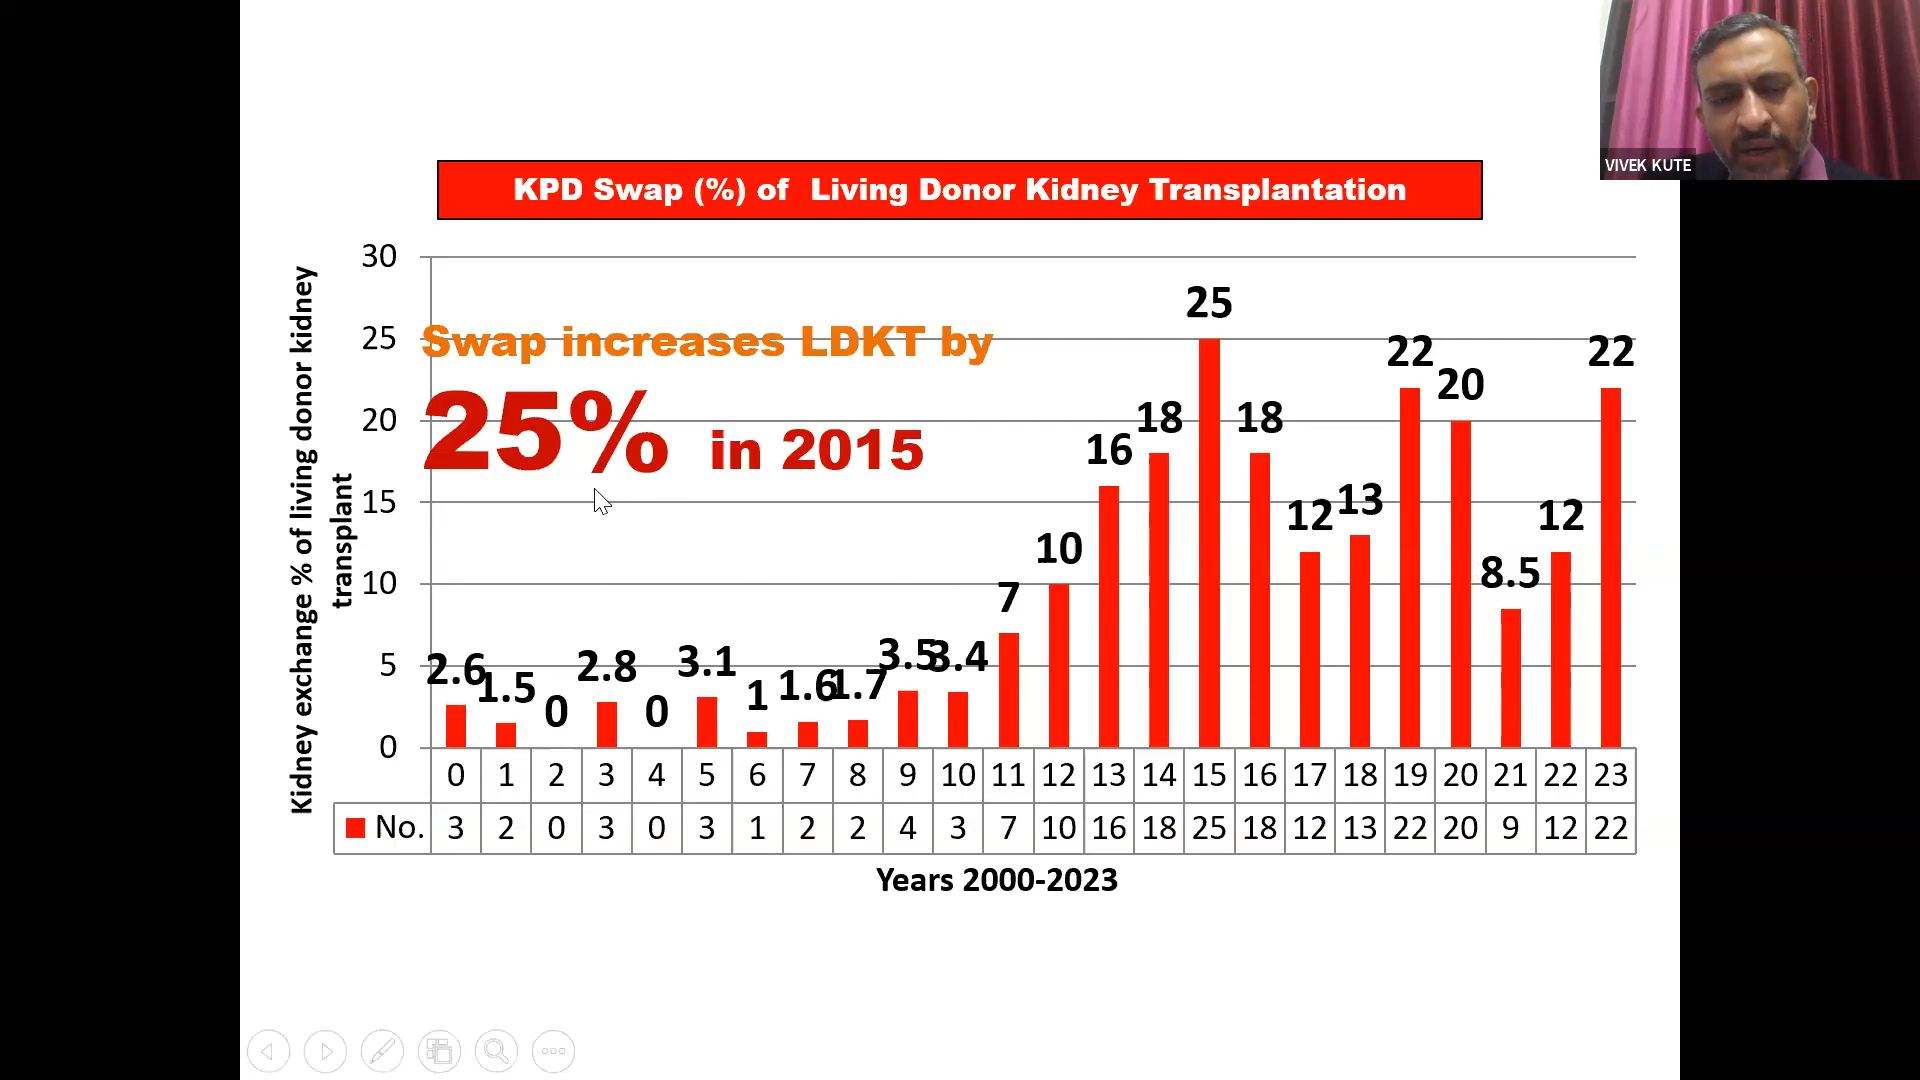 VIVEK KUTE
KPD Swap (%) of Living Donor Kidney Transplantation
Kidney exchange % of living donor kidney
transplant
30
25
20
15
10
5
0
Swap increases LDKT by
25% in 2015
2.6 1.5 0 2.8 0 3.1 1 1.6 1.7 3.5 3.4 7 10 16 18 25 18 12 13 22 20 8.5 12 22
0 1 2 3 4 5 6 7 8 9 10 11 12 13 14 15 16 17 18 19 20 21 22 23
No. 3 2 0 3 0 3 1 2 2 4 3 7 10 16 18 25 18 12 13 22 20 9 12 22
Years 2000-2023